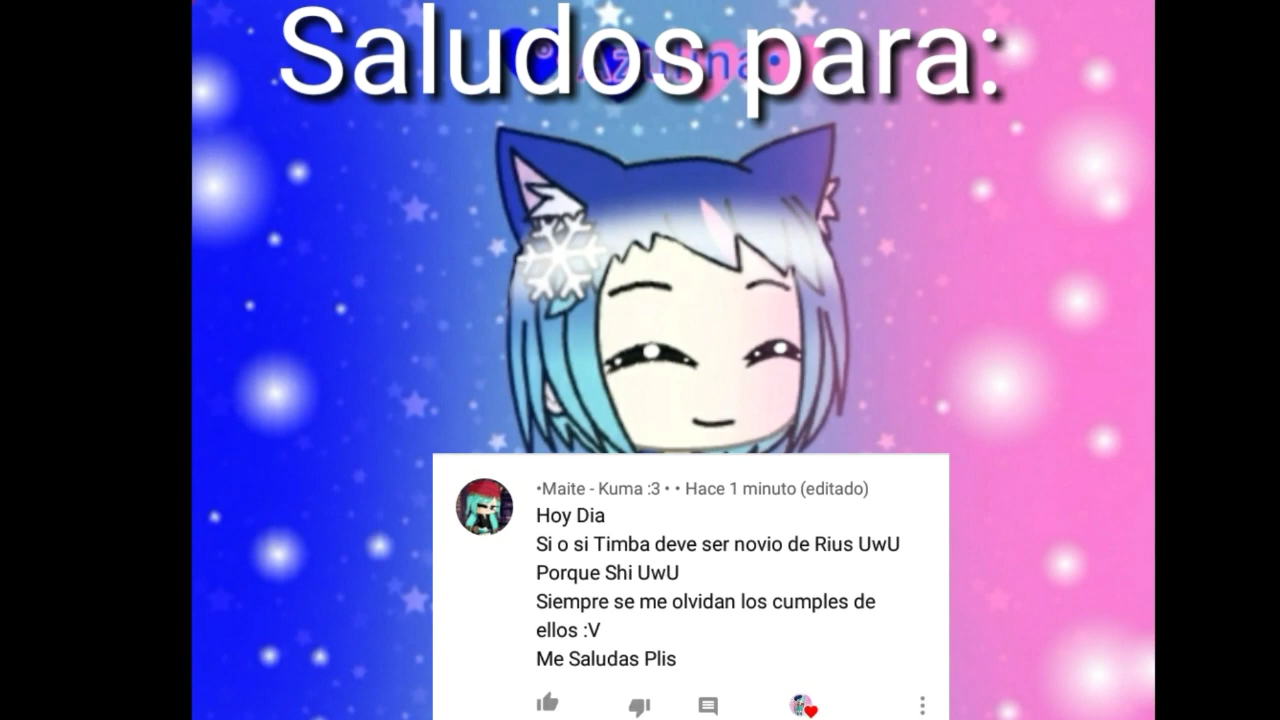 Saludos para:
•Maite - Kuma :3 • • Hace 1 minuto (editado)
Hoy Dia
Si o si Timba deve ser novio de Rius UwU
Porque Shi UwU
Siempre se me olvidan los cumples de
ellos :V
Me Saludas Plis